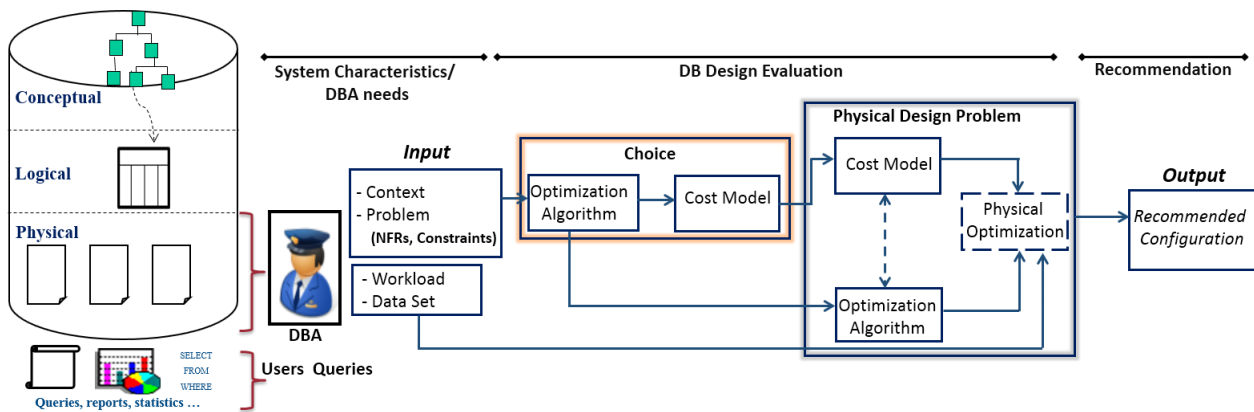 Conceptual
Logical
Physical
SELECT
FROM
WHERE
Queries, reports, statistics ...
System Characteristics/
DBA needs
DBA
Users Queries
Input
- Context
- Problem
(NFRs, Constraints)
- Workload
- Data Set
DB Design Evaluation
Choice
Optimization
Algorithm
Cost Model
Physical Design Problem
Cost Model
Physical
Optimization
Optimization
Algorithm
Recommendation
Output
Recommended
Configuration